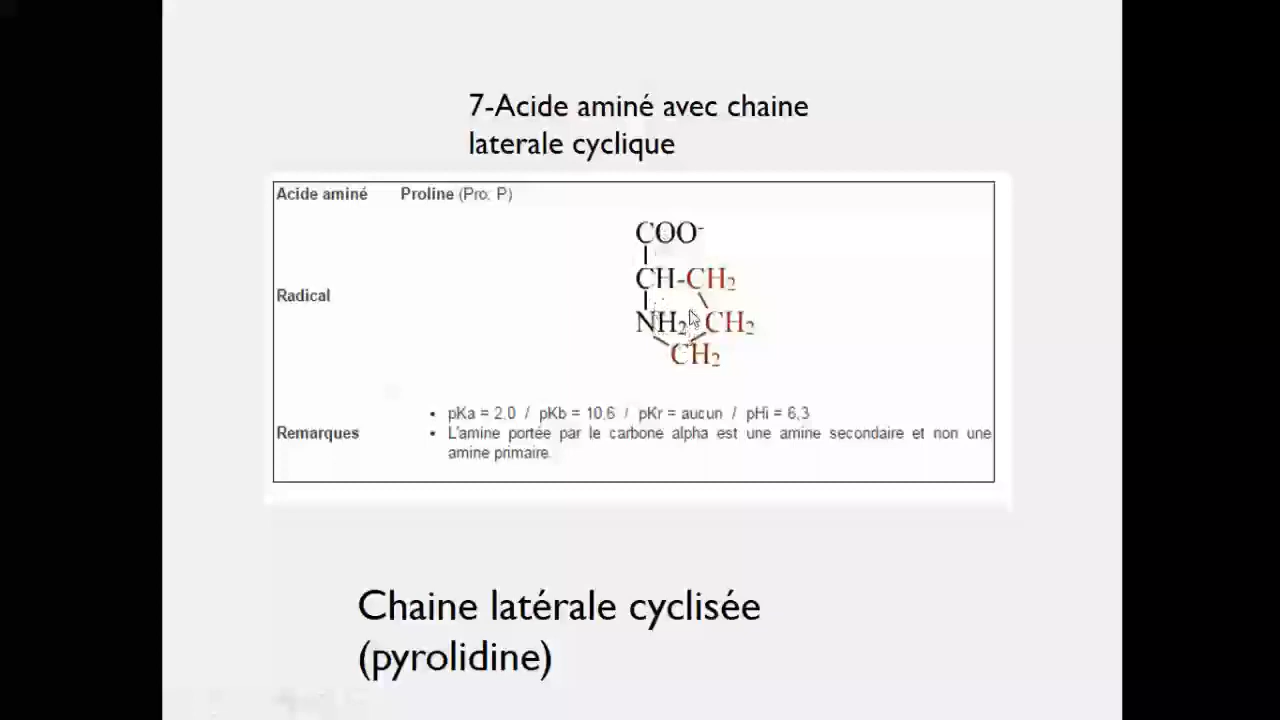 7-Acide aminé avec chaine
laterale cyclique
Acide aminé Proline (Pro. P)
COO-
CH-CH2
Radical
NH2 CH2
CH2
• pKa = 2.0 / pKb = 10.6 / pKr = aucun / pHi = 6.3
Remarques • L'amine portée par le carbone alpha est une amine secondaire et non une
amine primaire.
Chaine latérale cyclisée
(pyrolidine)